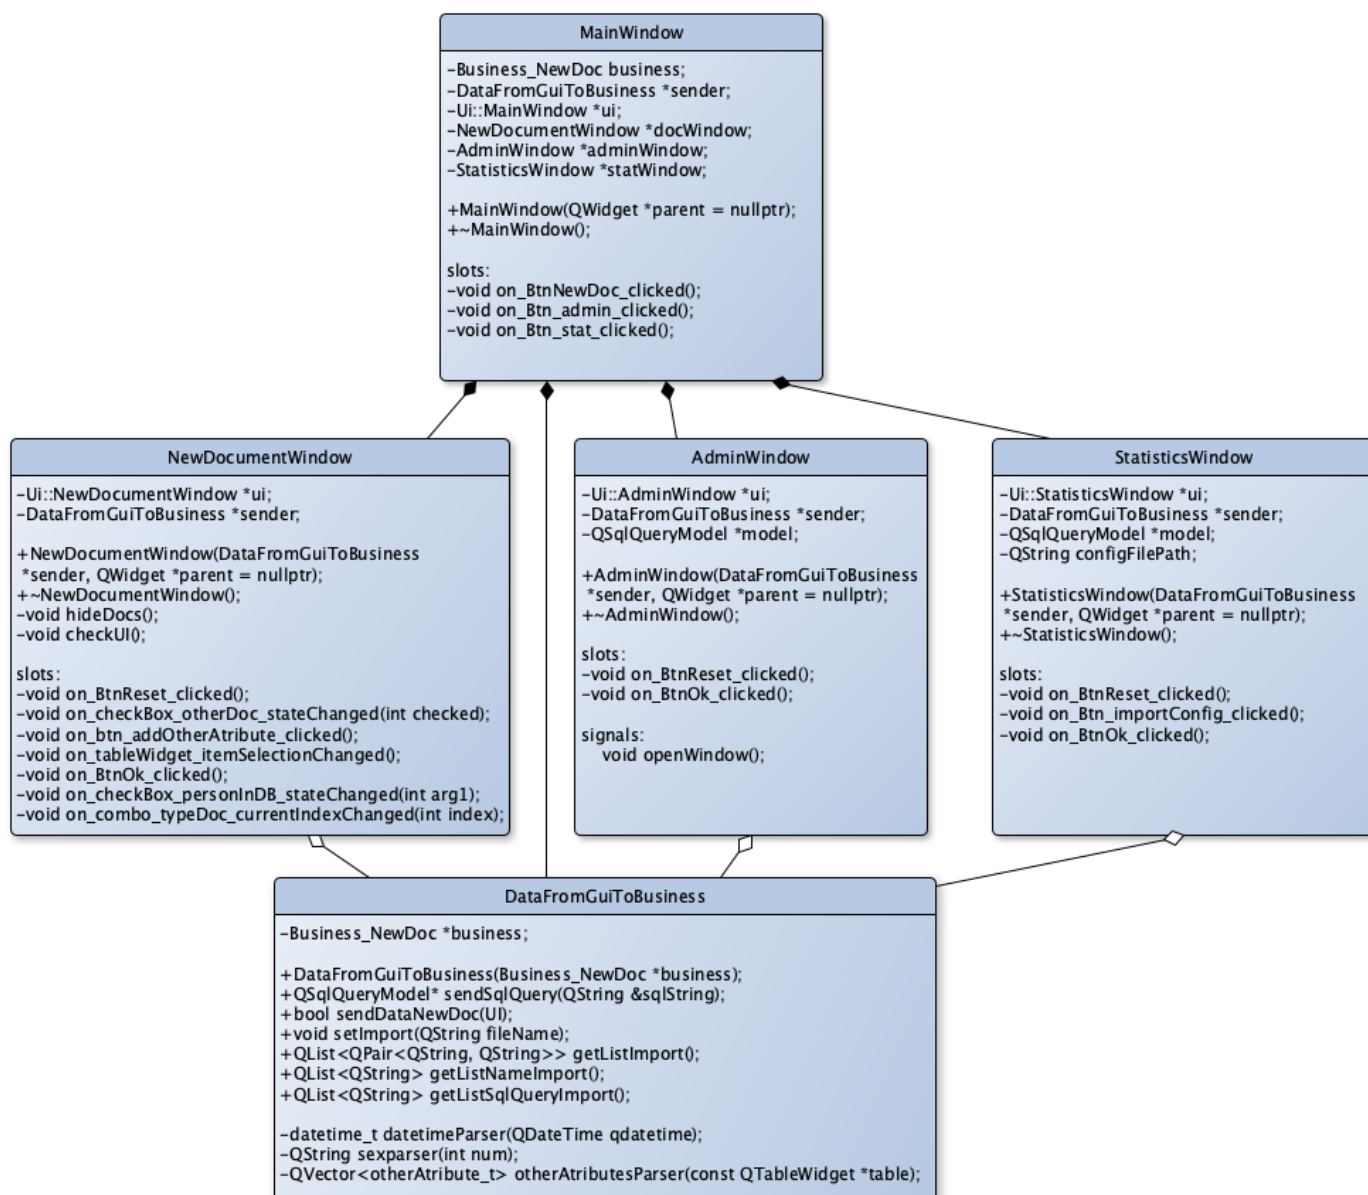 MainWindow
-Business_NewDoc business;
-DataFromGuiToBusiness *sender;
-Ui::MainWindow *ui;
-NewDocumentWindow *docWindow;
-AdminWindow *adminWindow;
-StatisticsWindow *statWindow;
+MainWindow(QWidget *parent = nullptr);
+~MainWindow();
slots:
-void on_BtnNewDoc_clicked();
-void on_Btn_admin_clicked();
-void on_Btn_stat_clicked();
NewDocumentWindow
-Ui::NewDocumentWindow *ui;
-DataFromGuiToBusiness *sender;
+NewDocumentWindow(DataFromGuiToBusiness
*sender, QWidget *parent = nullptr);
+~NewDocumentWindow();
-void hideDocs();
-void checkUI();
slots:
-void on_BtnReset_clicked();
-void on_checkBox_otherDoc_stateChanged(int checked);
-void on_btn_addOtherAtribute_clicked();
-void on_tableWidget_itemSelectionChanged();
-void on_BtnOk_clicked();
-void on_checkBox_personInDB_stateChanged(int arg1);
-void on_combo_typeDoc_currentIndexChanged(int index);
AdminWindow
-Ui::AdminWindow *ui;
-DataFromGuiToBusiness *sender;
-QSqlQueryModel *model;
+AdminWindow(DataFromGuiToBusiness
*sender, QWidget *parent = nullptr);
+~AdminWindow();
slots:
-void on_BtnReset_clicked();
-void on_BtnOk_clicked();
signals:
void openWindow();
StatisticsWindow
-Ui::StatisticsWindow *ui;
-DataFromGuiToBusiness *sender;
-QSqlQueryModel *model;
-QString configFilePath;
+StatisticsWindow(DataFromGuiToBusiness
*sender, QWidget *parent = nullptr);
+~StatisticsWindow();
slots:
-void on_BtnReset_clicked();
-void on_Btn_importConfig_clicked();
-void on_BtnOk_clicked();
DataFromGuiToBusiness
-Business_NewDoc *business;
+DataFromGuiToBusiness(Business_NewDoc *business);
+QSqlQueryModel* sendSqlQuery(QString &sqlString);
+bool sendDataNewDoc(UI);
+void setImport(QString fileName);
+QList<QPair<QString, QString>> getListImport();
+QList<QString> getListNameImport();
+QList<QString> getListSqlQueryImport();
-datetime_t datetimeParser(QDateTime qdatetime);
-QString sexparser(int num);
-QVector<otherAtribute_t> otherAtributesParser(const QTableWidget *table);